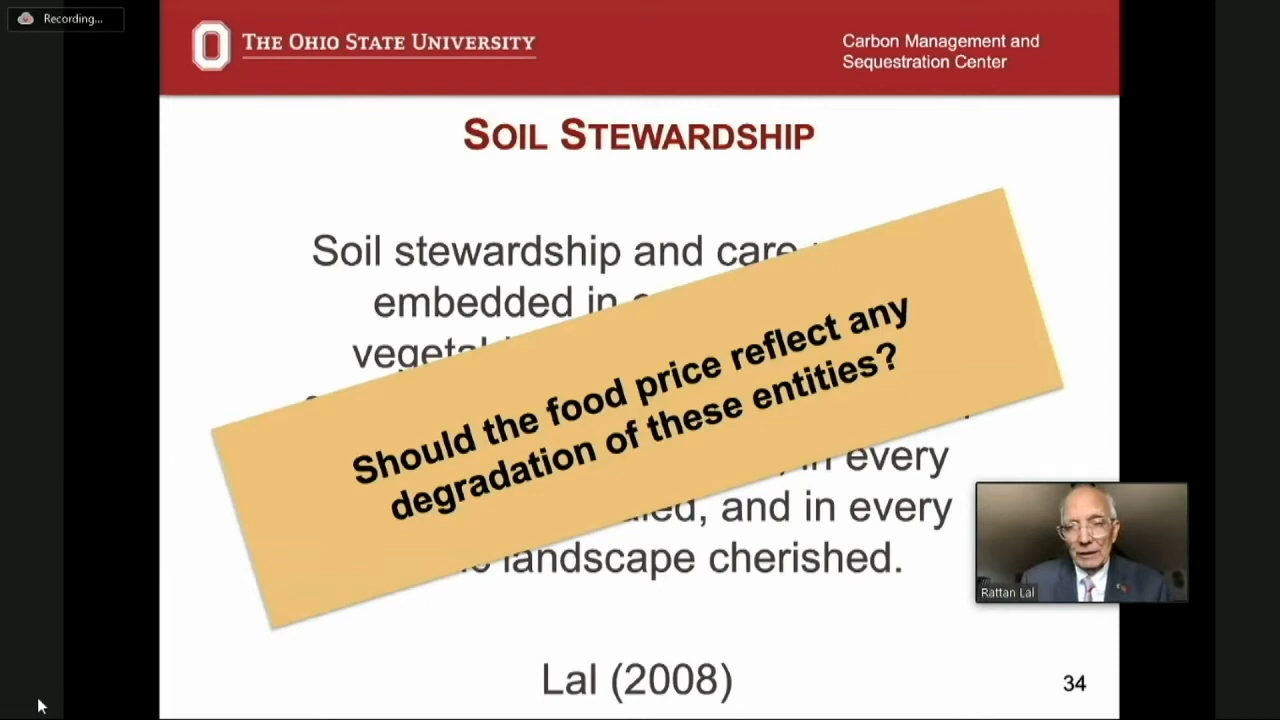 Recording...
THE OHIO STATE UNIVERSITY
Carbon Management and
Sequestration Center
SOIL STEWARDSHIP
Soil stewardship and care
embedded in
Should the food price reflect any
degradation of these entities?
in every
and in every
landscape cherished.
Rattan Lal
Lal (2008)
34